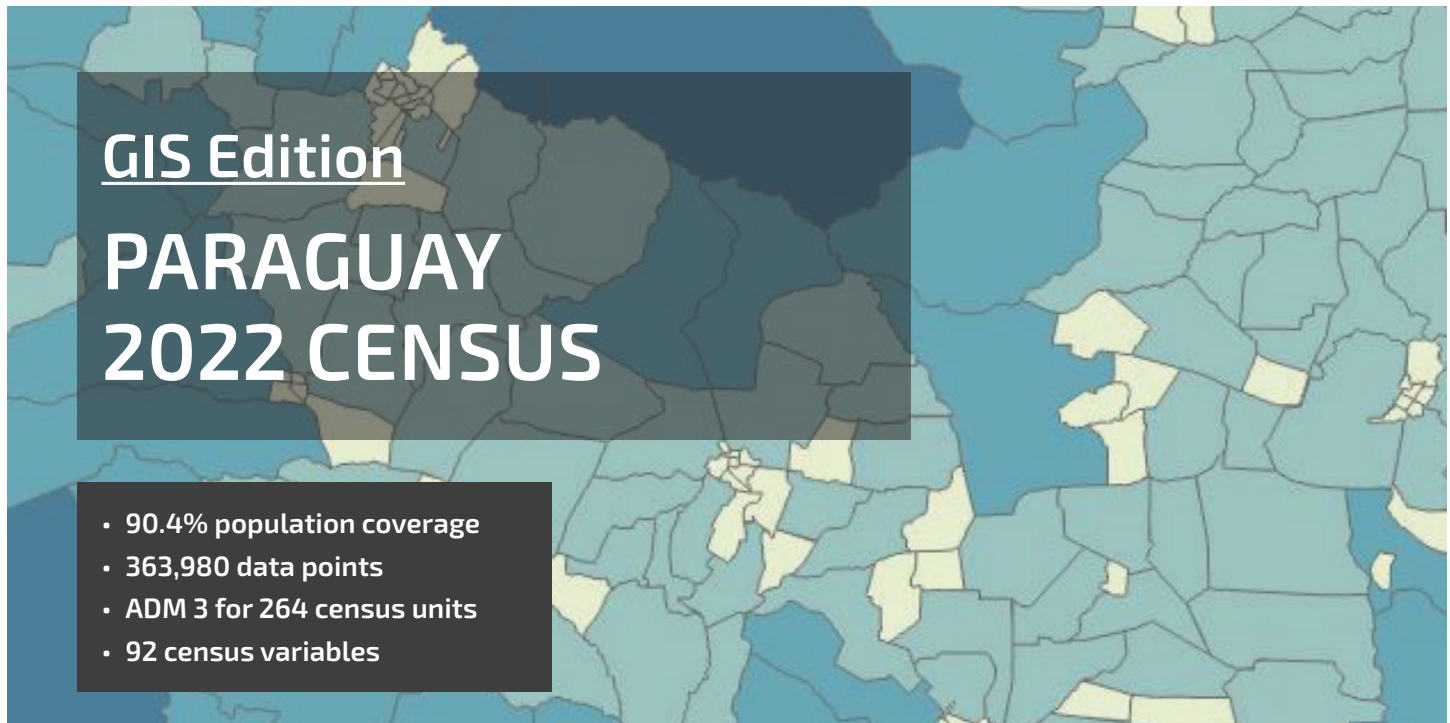 GIS Edition
PARAGUAY
2022 CENSUS
• 90.4% population coverage
• 363,980 data points
• ADM 3 for 264 census units
• 92 census variables